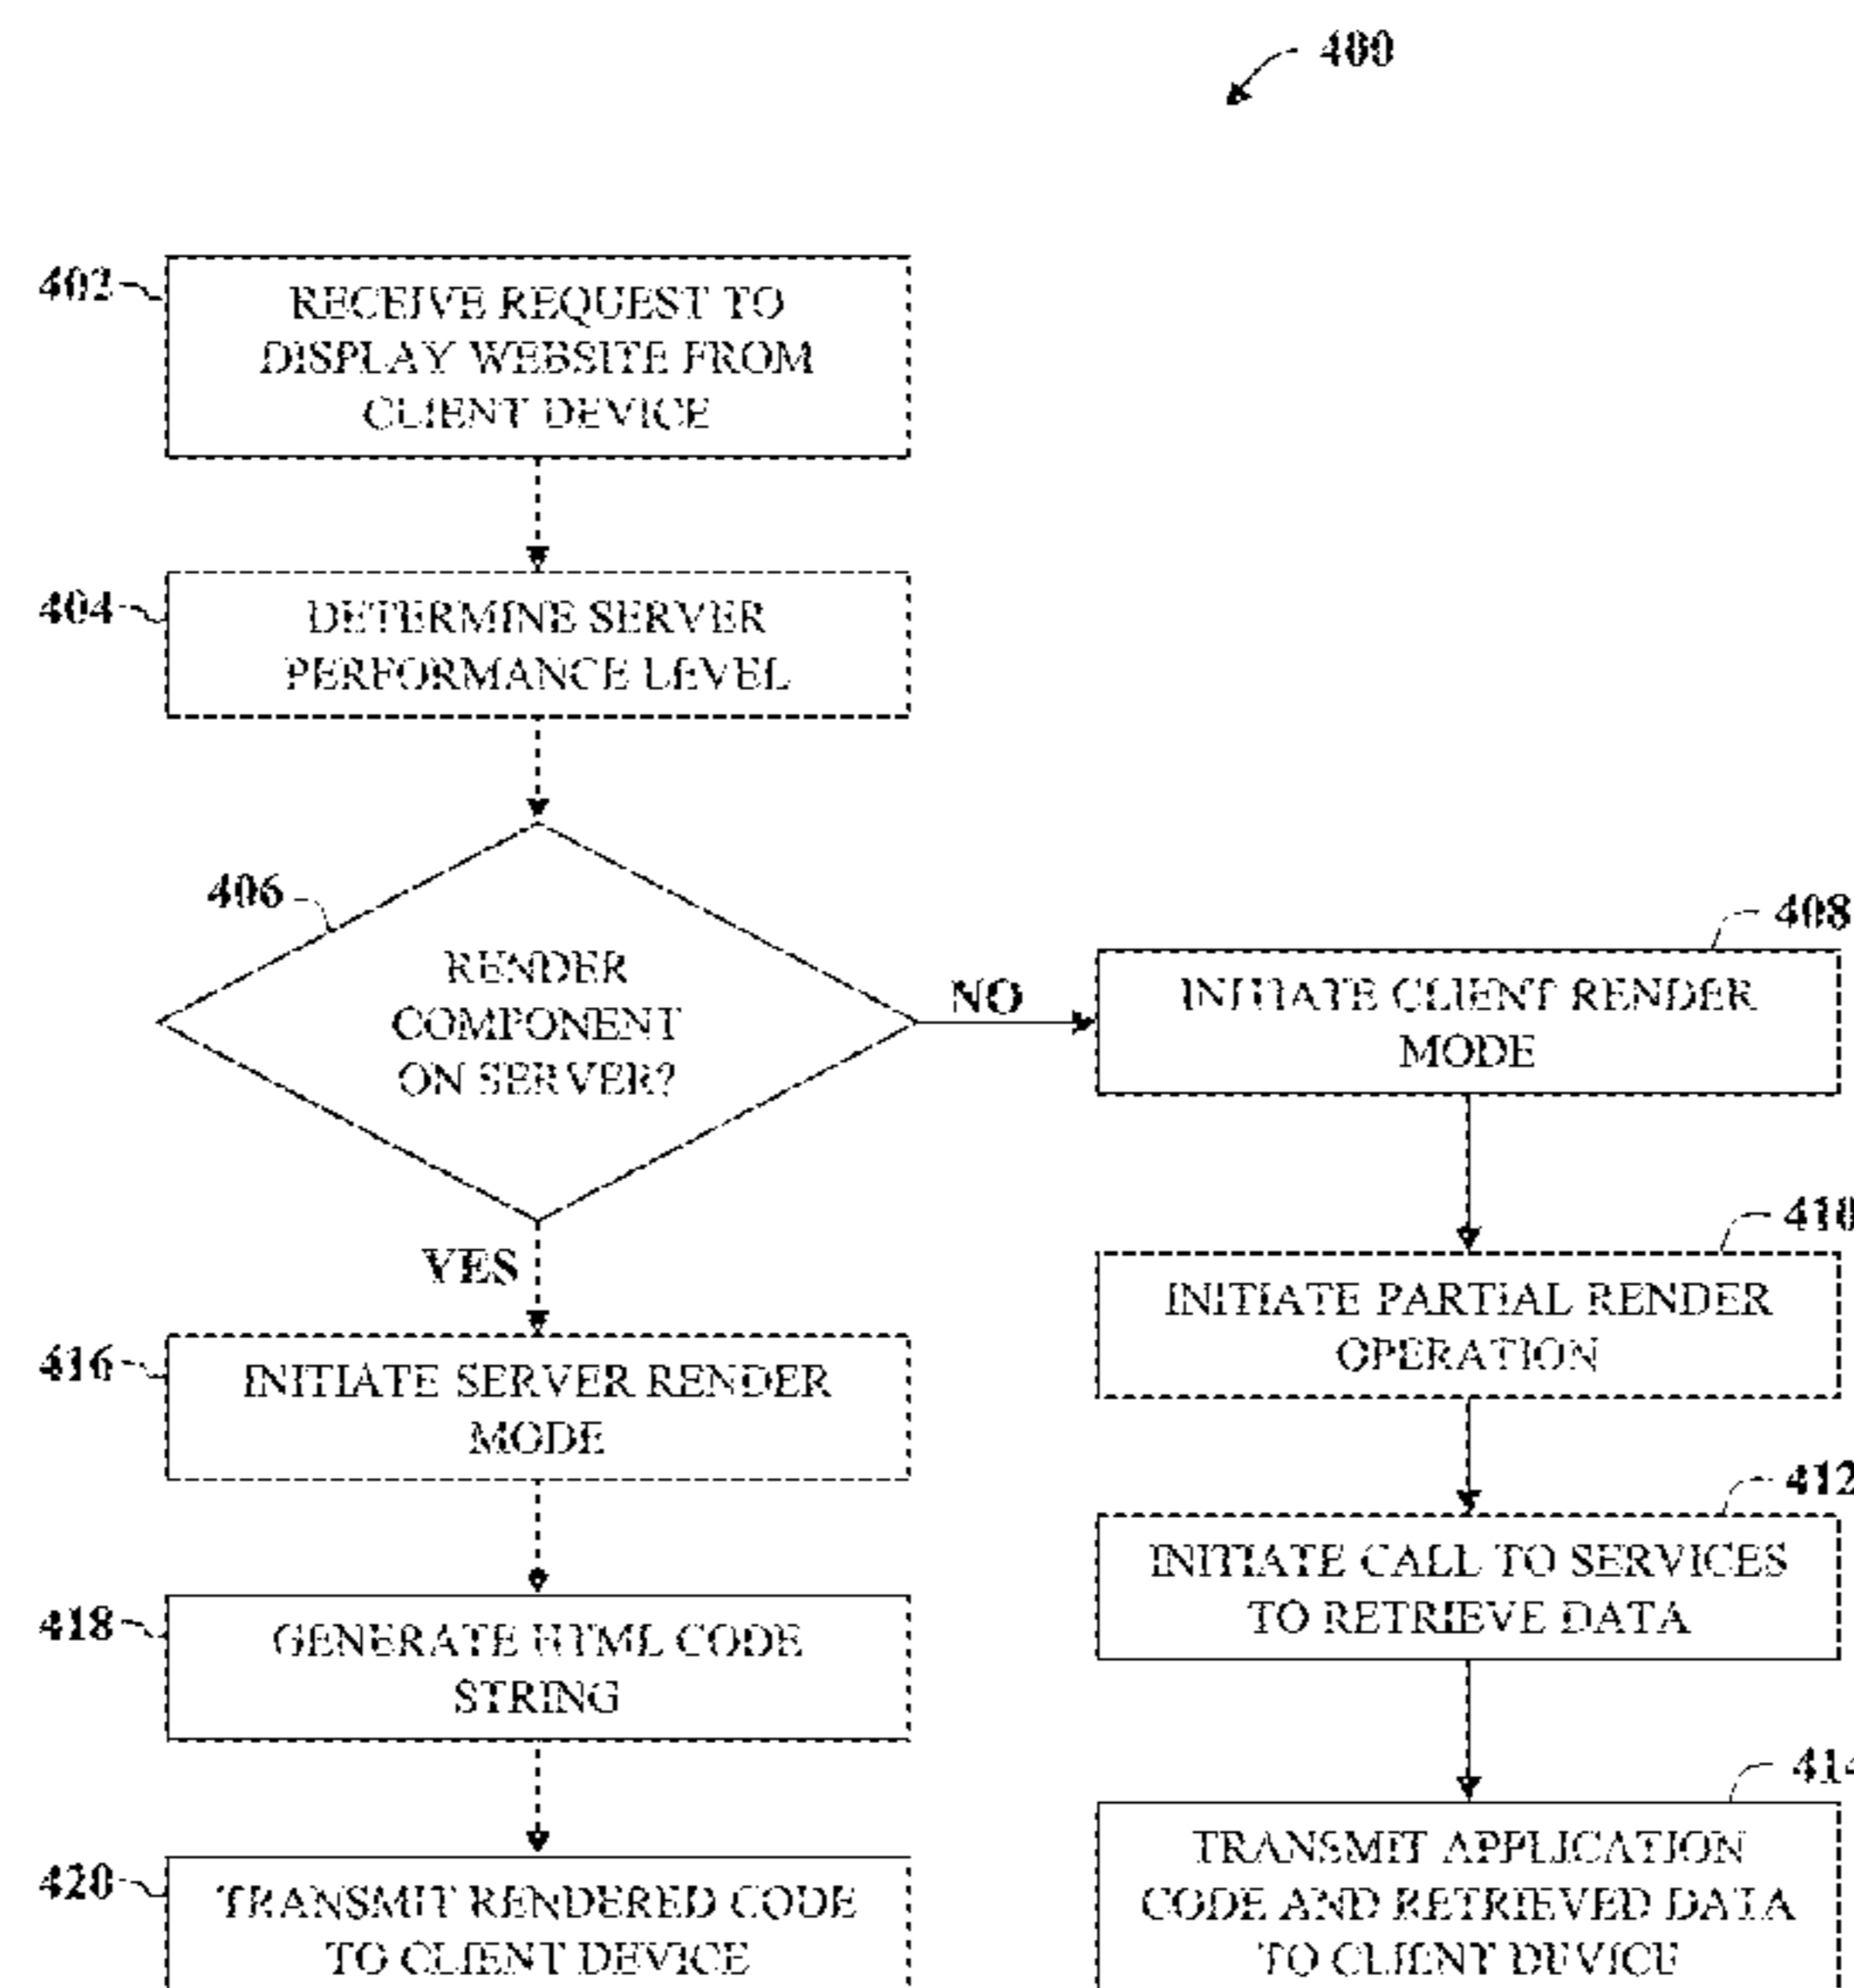 400
402
RECEIVE REQUEST TO
DISPLAY WEBSITE FROM
CLIENT DEVICE
404
DETERMINE SERVER
PERFORMANCE LEVEL
406
RENDER
COMPONENT
ON SERVER?
NO
408
INITIATE CLIENT RENDER
MODE
410
INITIATE PARTIAL RENDER
OPERATION
412
INITIATE CALL TO SERVICES
TO RETRIEVE DATA
414
TRANSMIT APPLICATION
CODE AND RETRIEVED DATA
TO CLIENT DEVICE
YES
416
INITIATE SERVER RENDER
MODE
418
GENERATE HTML CODE
STRING
420
TRANSMIT RENDERED CODE
TO CLIENT DEVICE